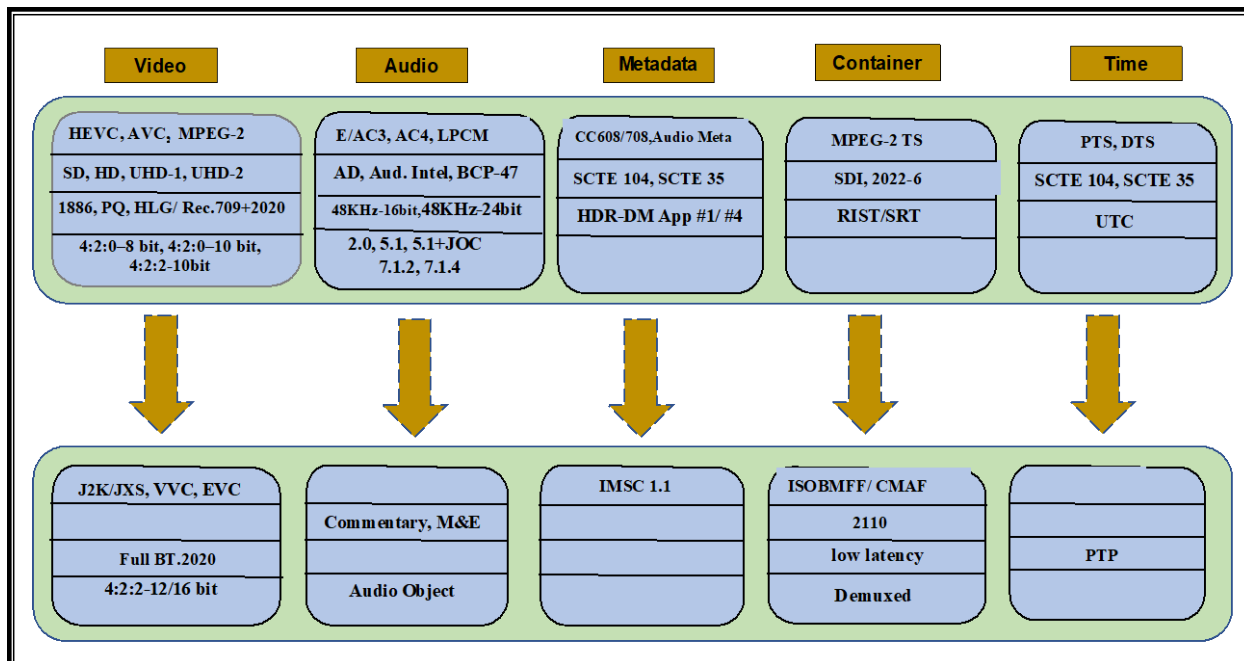 Video
Audio
Metadata
Container
Time
HEVC, AVC, MPEG-2
SD, HD, UHD-1, UHD-2
1886, PQ, HLG/ Rec.709+2020
4:2:0–8 bit, 4:2:0–10 bit,
4:2:2-10bit
E/AC3, AC4, LPCM
AD, Aud. Intel, BCP-47
48KHz-16bit,48KHz-24bit
2.0, 5.1, 5.1+JOC
7.1.2, 7.1.4
CC608/708,Audio Meta
SCTE 104, SCTE 35
HDR-DM App #1/ #4
MPEG-2 TS
SDI, 2022-6
RIST/SRT
PTS, DTS
SCTE 104, SCTE 35
UTC
J2K/JXS, VVC, EVC
Full BT.2020
4:2:2-12/16 bit
Commentary, M&E
Audio Object
IMSC 1.1
ISOBMFF/ CMAF
2110
low latency
Demuxed
PTP